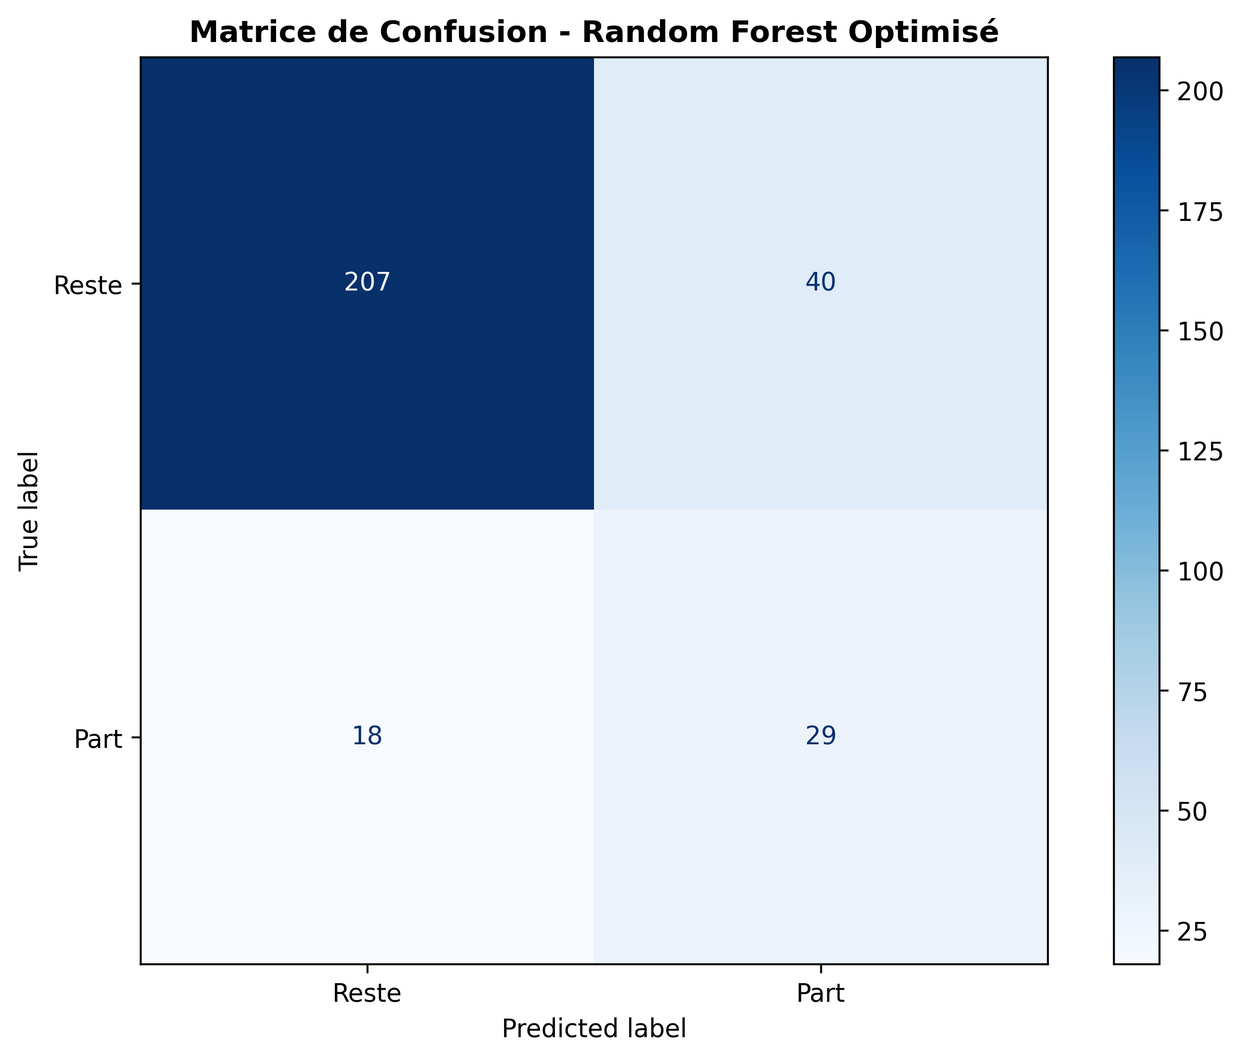 Matrice de Confusion - Random Forest Optimisé
207
40
18
29
Reste
Part
True label
Reste
Part
Predicted label
200
175
150
125
100
75
50
25